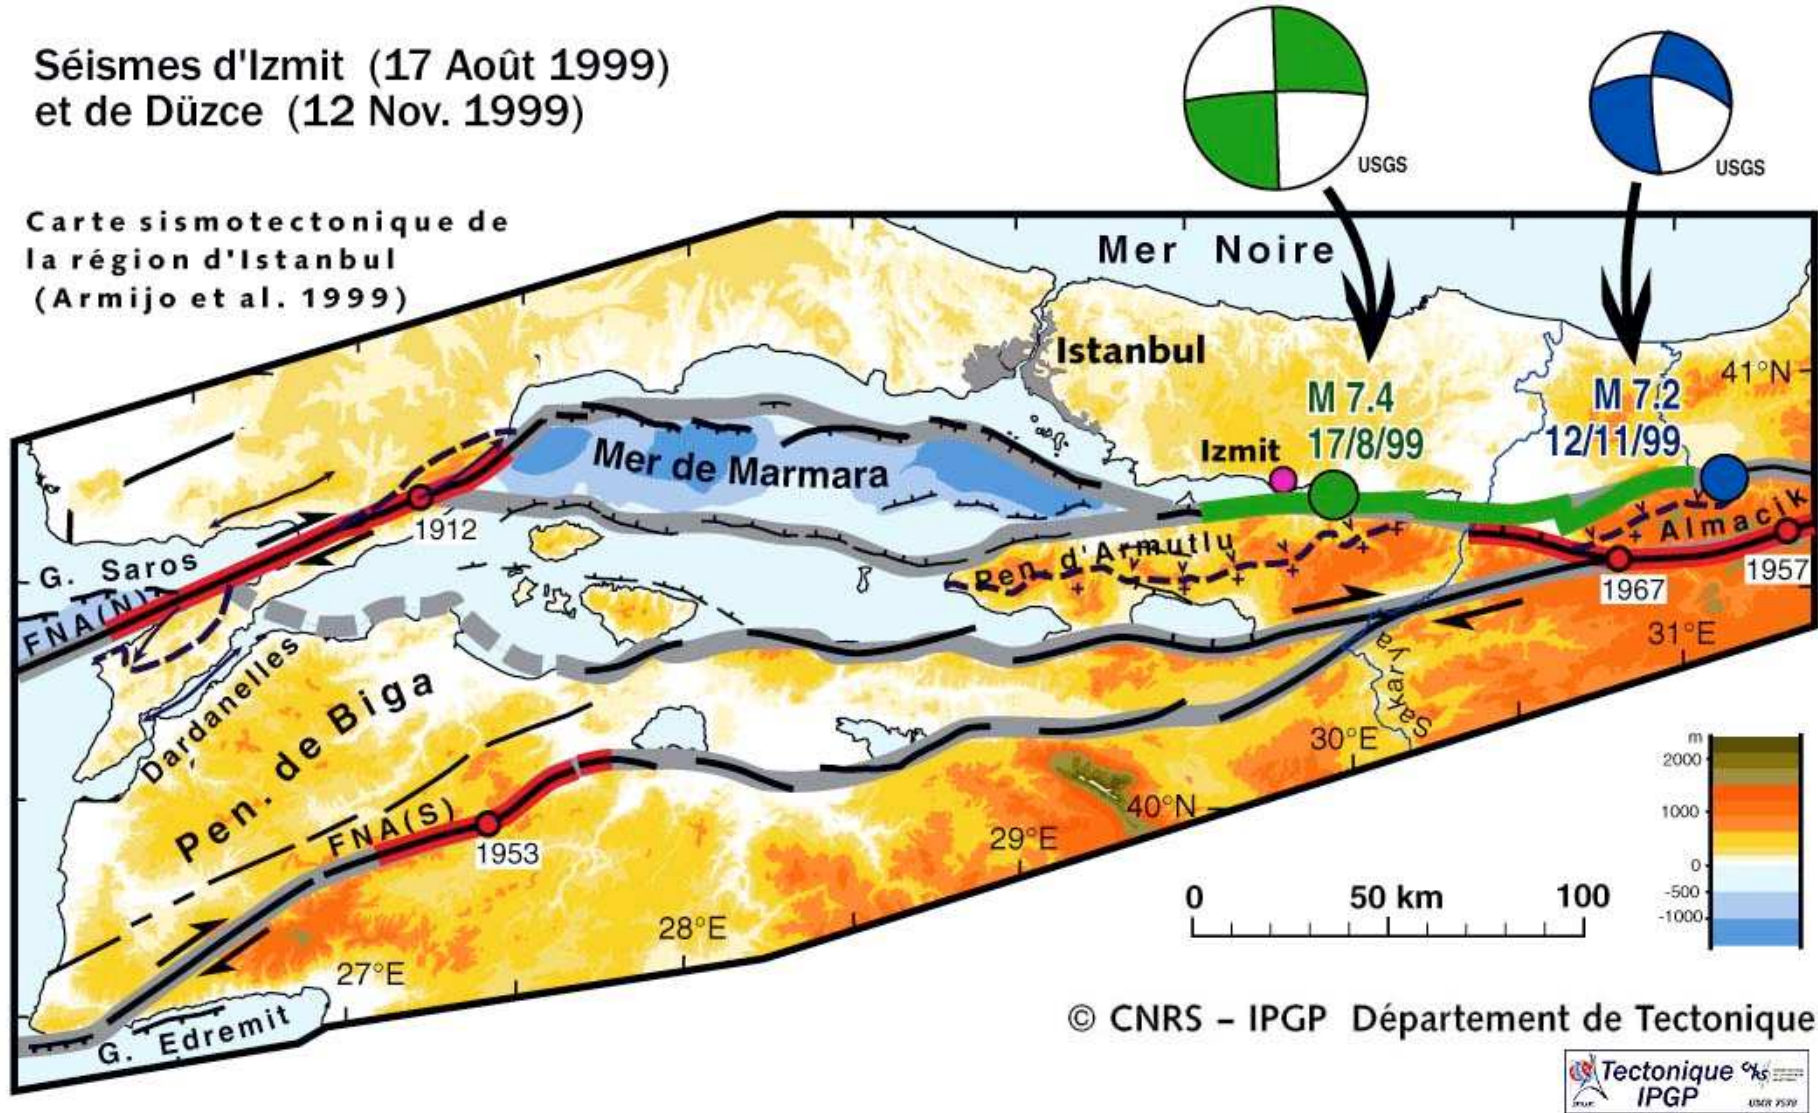 Séismes d'Izmit (17 Août 1999)
et de Düzce (12 Nov. 1999)
USGS
USGS
Carte sismotectonique de
la région d'Istanbul
(Armijo et al. 1999)
Mer Noire
Istanbul
41°N
M 7.4
17/8/99
M 7.2
12/11/99
Izmit
Mer de Marmara
1912
Almacik
Pen. d'Armutlu
G. Saros
1967
1957
FNA(N)
31°E
Sakarya
Dardanelles
Pen. de Biga
30°E
m
2000
1000
0
-500
-1000
40°N
29°E
FNA(S)
1953
0 50 km 100
28°E
27°E
G. Edremit
© CNRS – IPGP Département de Tectonique
Tectonique
IPGP